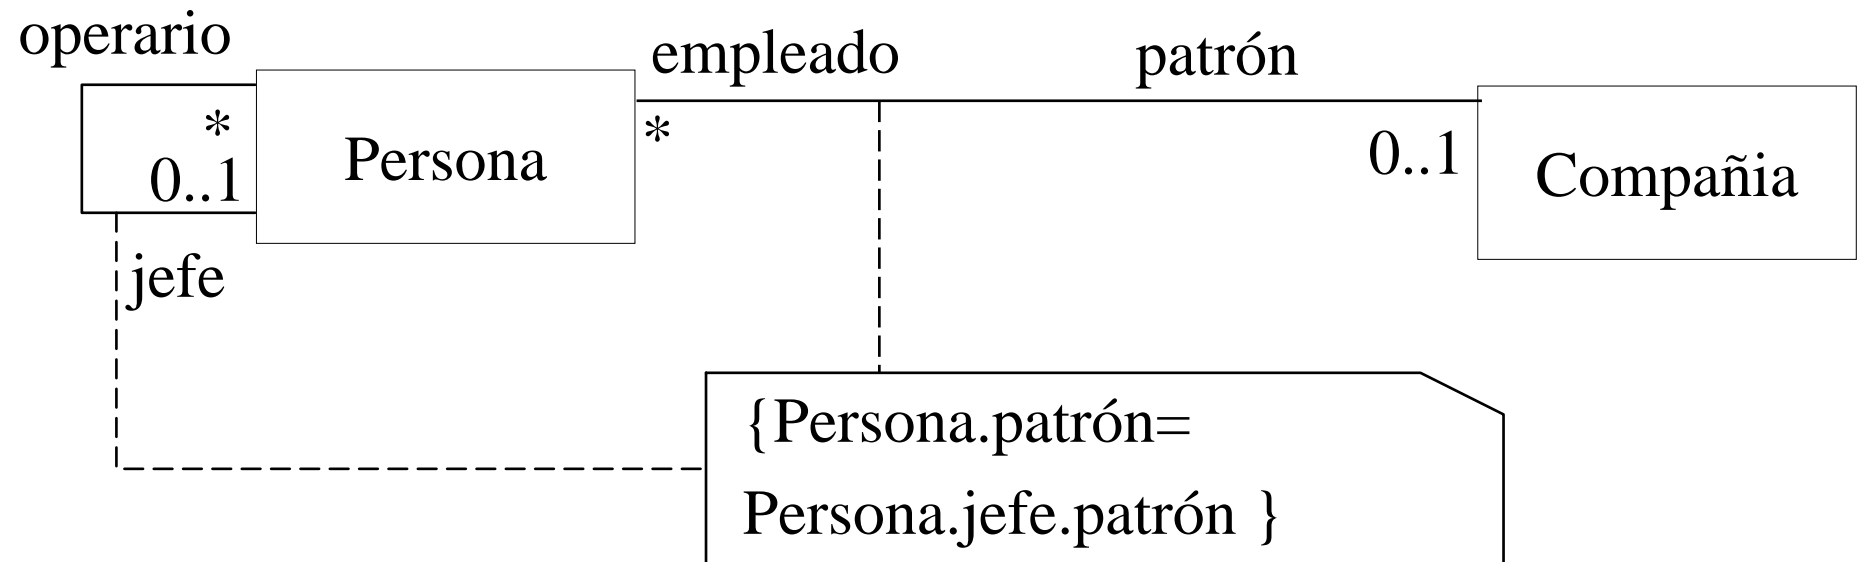 operario
empleado
patrón
*
0..1
Persona
*
0..1
Compañia
jefe
{Persona.patrón=
Persona.jefe.patrón }